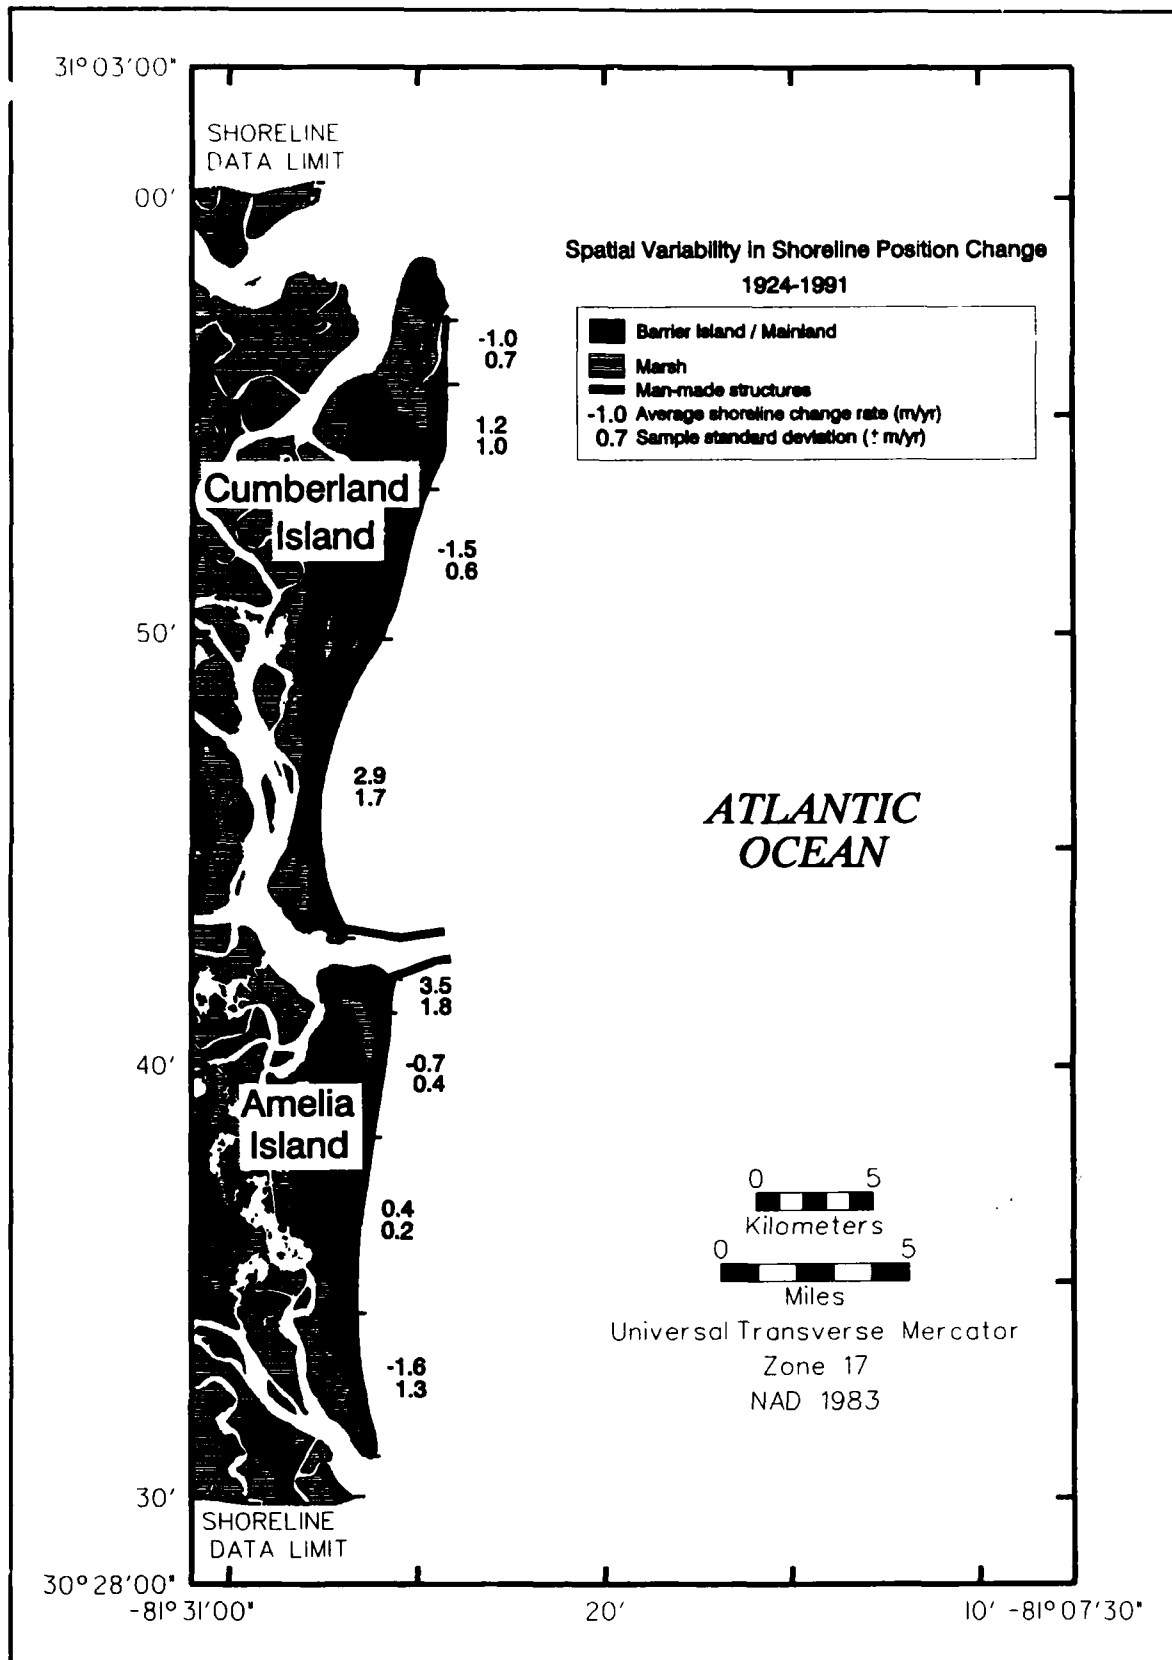 31°03'00"
SHORELINE
DATA LIMIT
00'
Spatial Variability in Shoreline Position Change
1924-1991
Barrier Island / Mainland
Marsh
Man-made structures
-1.0 Average shoreline change rate (m/yr)
0.7 Sample standard deviation (± m/yr)
-1.0
0.7
1.2
1.0
Cumberland
Island
-1.5
0.6
50'
2.9
1.7
ATLANTIC
OCEAN
3.5
1.8
40'
-0.7
0.4
Amelia
Island
0.4
0.2
0 5
Kilometers
0 5
Miles
Universal Transverse Mercator
Zone 17
NAD 1983
-1.6
1.3
30'
SHORELINE
DATA LIMIT
30°28'00"
-81°31'00" 20' 10' -81°07'30"